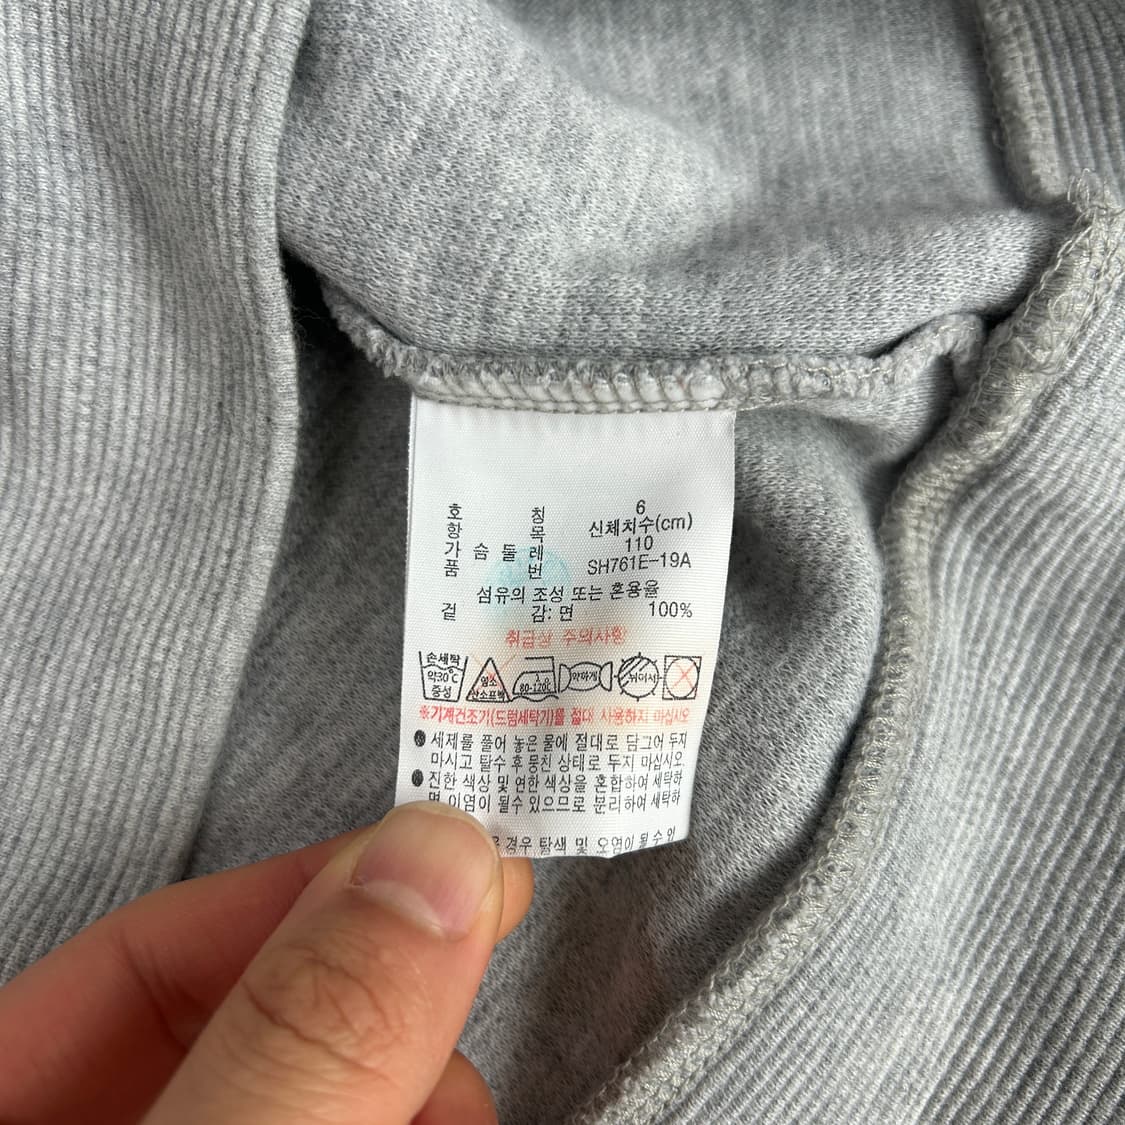 호 칭 6
항 목 신체치수(cm)
가 슴 둘 레 110
품 번 SH761E-19A
섬유의 조성 또는 혼용율
겉 감: 면 100%
취급상 주의사항
손세탁 약30℃ 중성 염소 80-120℃ 약하게 뉘어서
※기계건조기(드럼세탁기)를 절대 사용하지 마십시오
● 세제를 풀어 놓은 물에 절대로 담그어 두지
마시고 탈수 후 뭉친 상태로 두지 마십시오.
● 진한 색상 및 연한 색상을 혼합하여 세탁하
면 이염이 될수 있으므로 분리하여 세탁하
경우 탈색 및 오염이 될 수